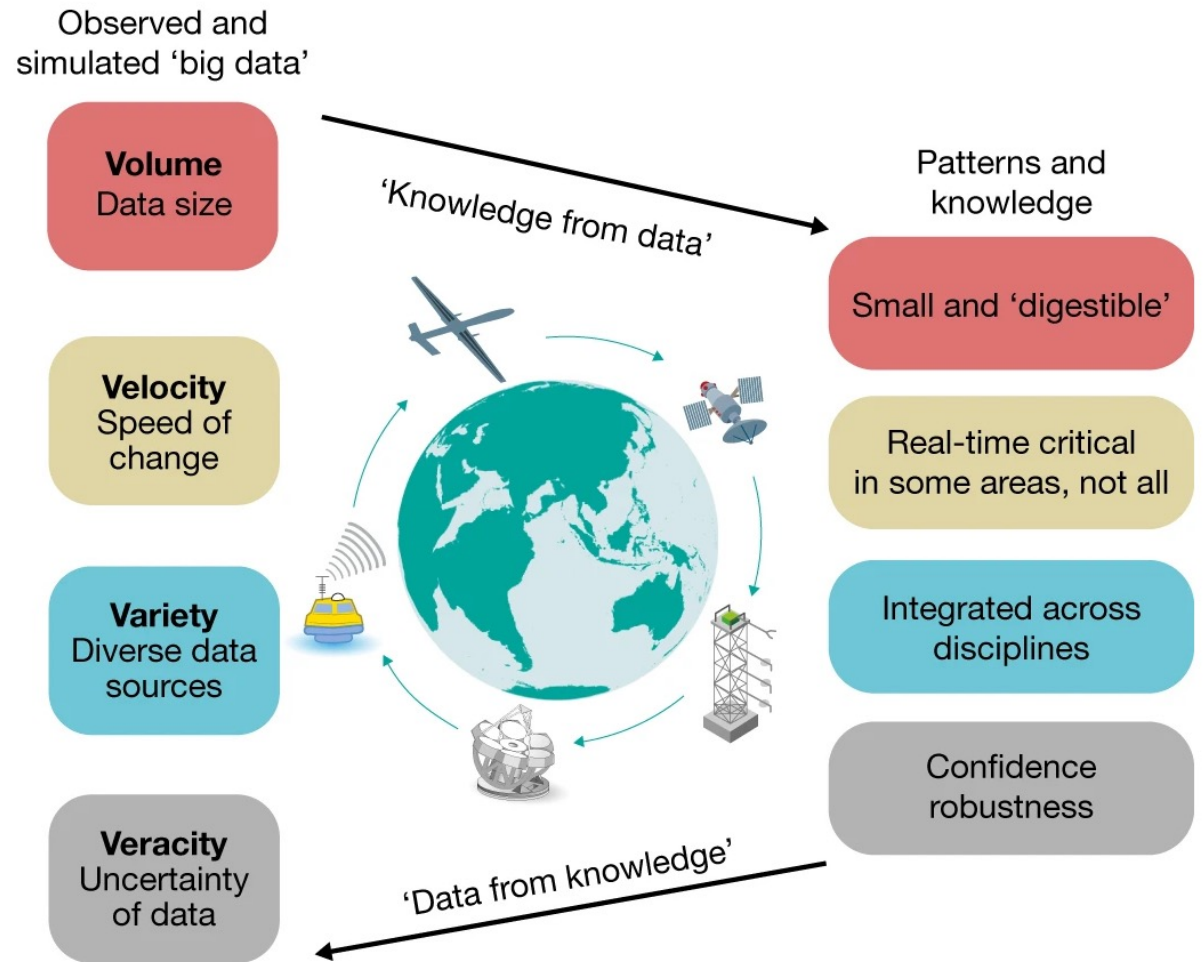 Observed and
simulated ‘big data’
Volume
Data size
Velocity
Speed of
change
Variety
Diverse data
sources
Veracity
Uncertainty
of data
‘Knowledge from data’
‘Data from knowledge’
Patterns and
knowledge
Small and ‘digestible’
Real-time critical
in some areas, not all
Integrated across
disciplines
Confidence
robustness